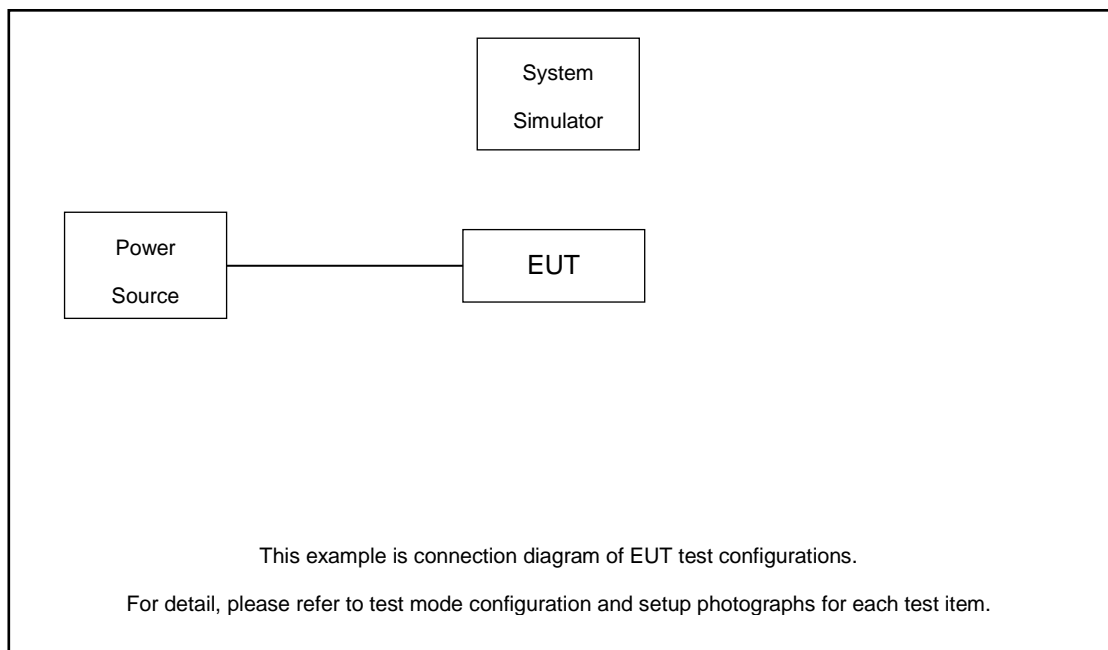 System
Simulator
Power
Source
EUT
This example is connection diagram of EUT test configurations.
For detail, please refer to test mode configuration and setup photographs for each test item.